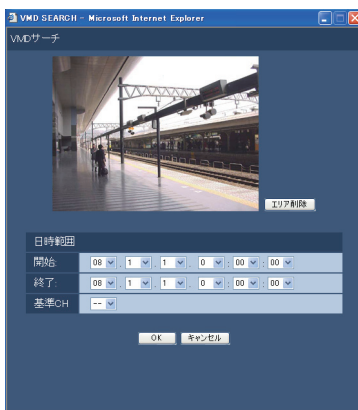 VMD SEARCH - Microsoft Internet Explorer
VMDサーチ
エリア削除
日時範囲
開始: 08 . 1 . 1 . 0 : 00 : 00
終了: 08 . 1 . 1 . 0 : 00 : 00
基準CH --
OK キャンセル